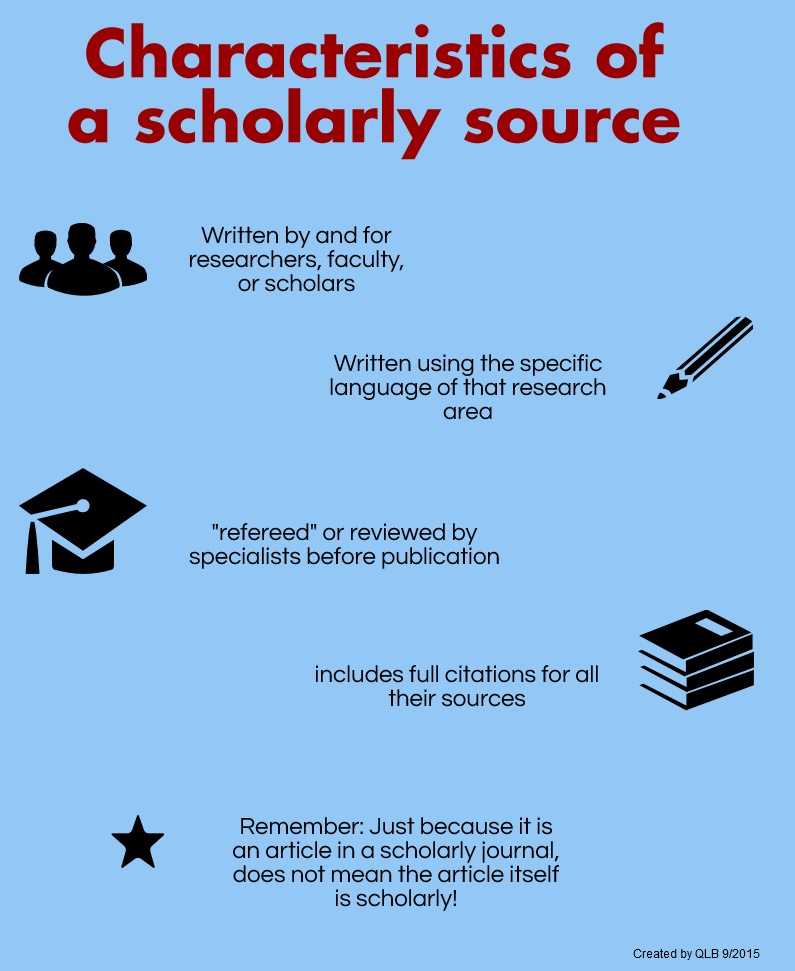 Characteristics of
a scholarly source
Written by and for
researchers, faculty,
or scholars
Written using the specific
language of that research
area
"refereed" or reviewed by
specialists before publication
includes full citations for all
their sources
Remember: Just because it is
an article in a scholarly journal,
does not mean the article itself
is scholarly!
Created by QLB 9/2015